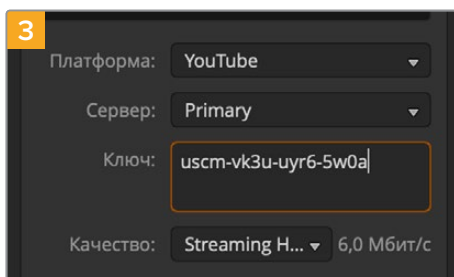 3
Платформа: YouTube
Сервер: Primary
Ключ: uscm-vk3u-uyr6-5w0a
Качество: Streaming H... 6,0 Мбит/с